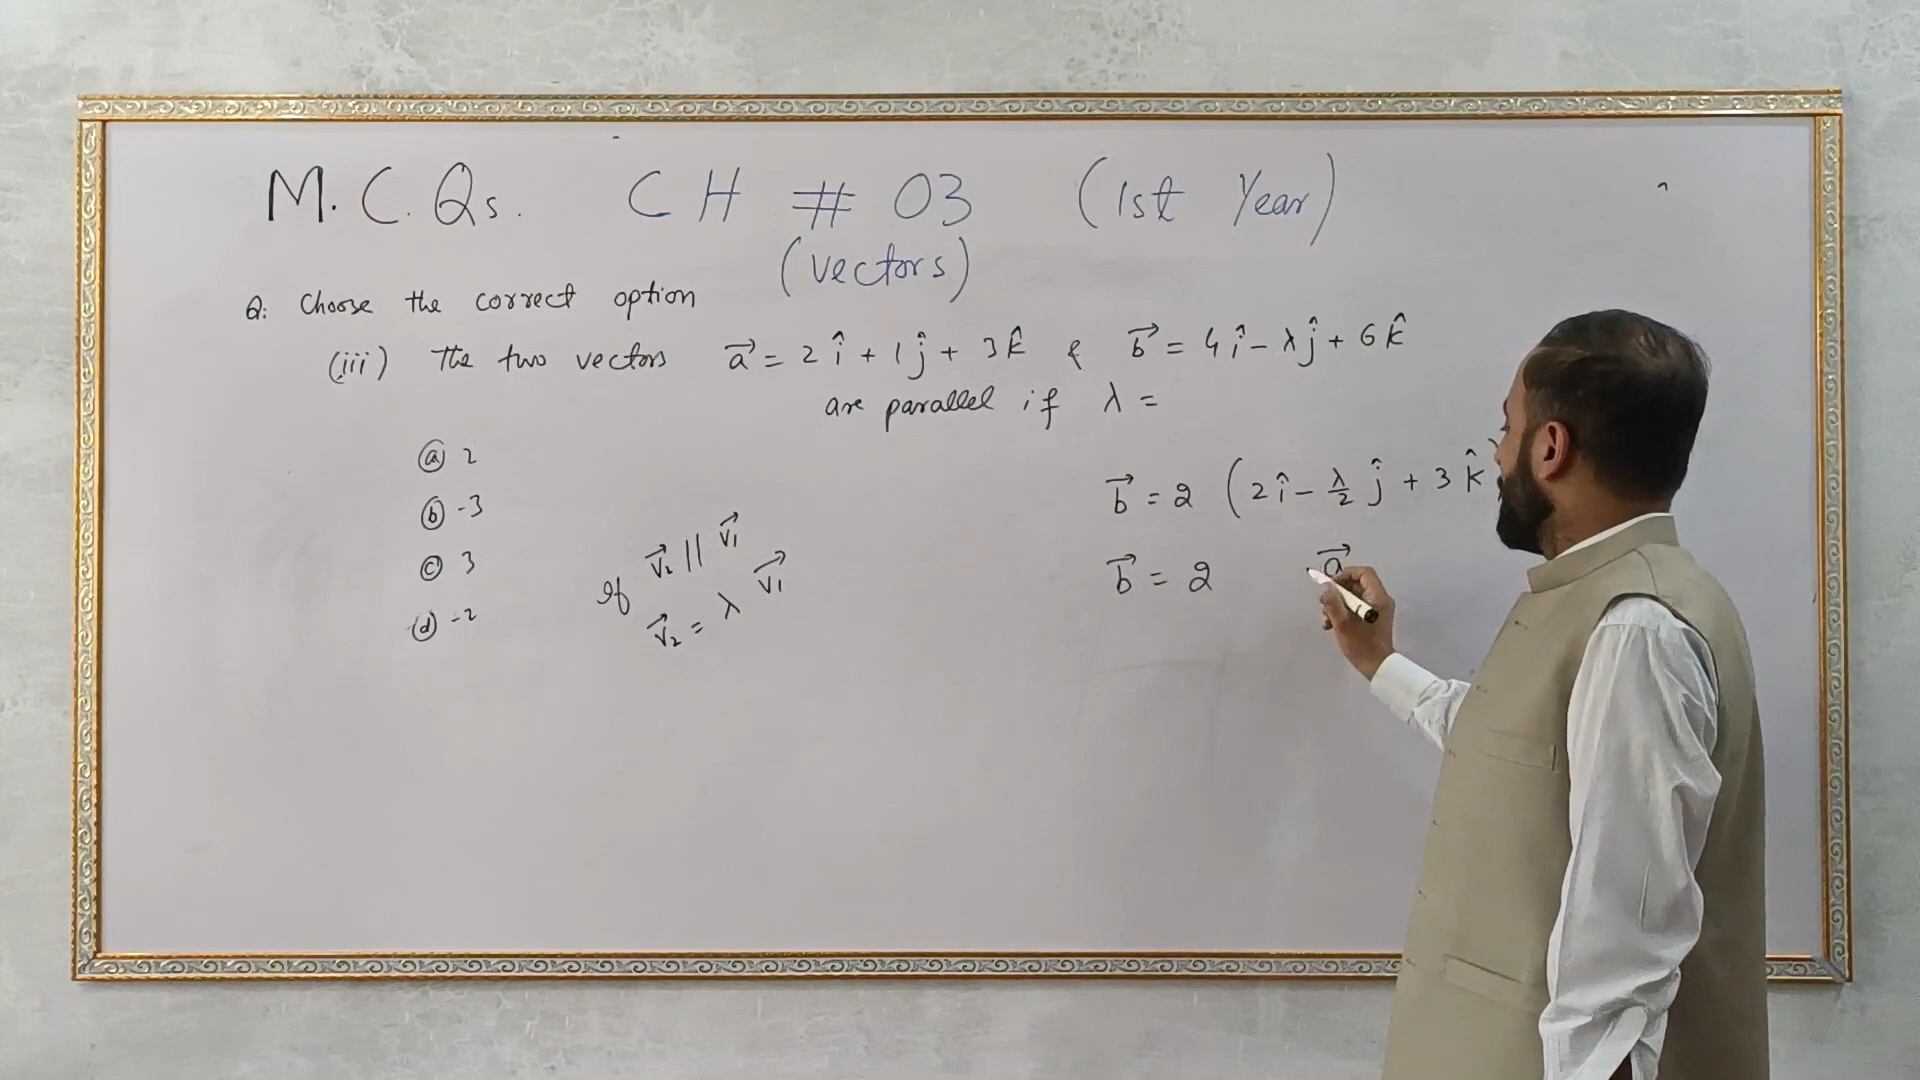 M.C.Qs. CH # 03 (1st Year)
(Vectors)
Q: Choose the correct option
(iii) The two vectors a⃗ = 2î + 1ĵ + 3k̂ & b⃗ = 4î - λĵ + 6k̂
are parallel if λ =
(a) 2
(b) -3
(c) 3
(d) -2
If V⃗₂ || V⃗₁
V⃗₂ = λ V⃗₁
b⃗ = 2 (2î - λ/2 ĵ + 3k̂)
b⃗ = 2 a⃗